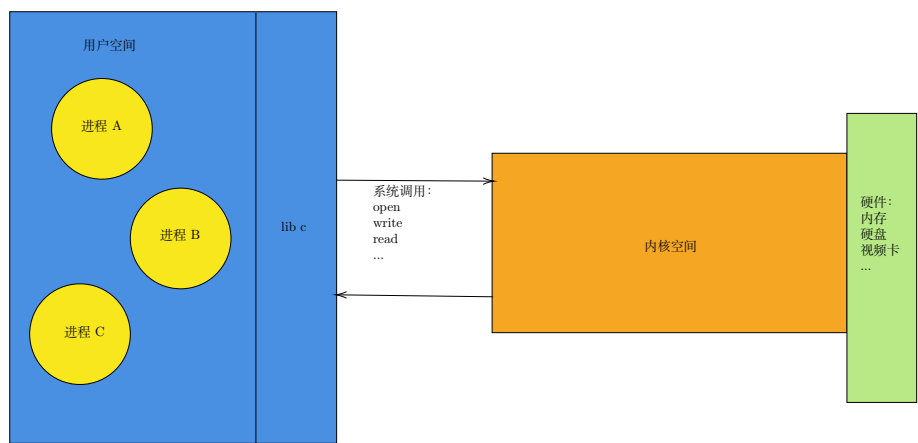 用户空间
进程 A
进程 B
进程 C
lib c
系统调用:
open
write
read
...
内核空间
硬件:
内存
硬盘
视频卡
...